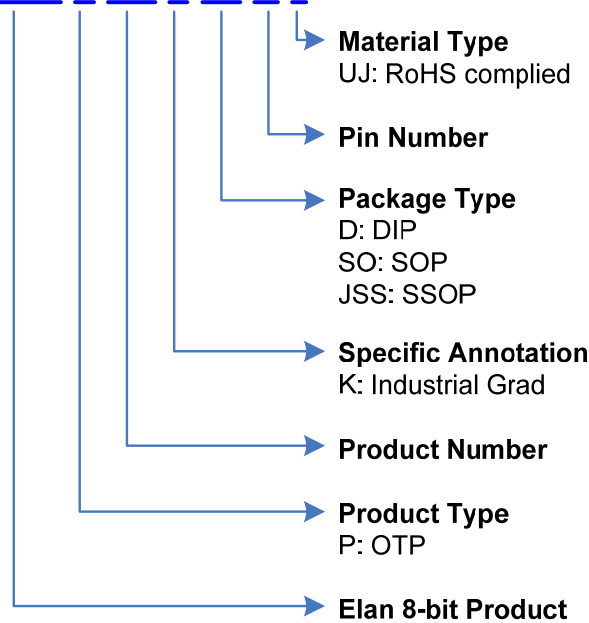 Material Type
UJ: RoHS complied
Pin Number
Package Type
D: DIP
SO: SOP
JSS: SSOP
Specific Annotation
K: Industrial Grad
Product Number
Product Type
P: OTP
Elan 8-bit Product